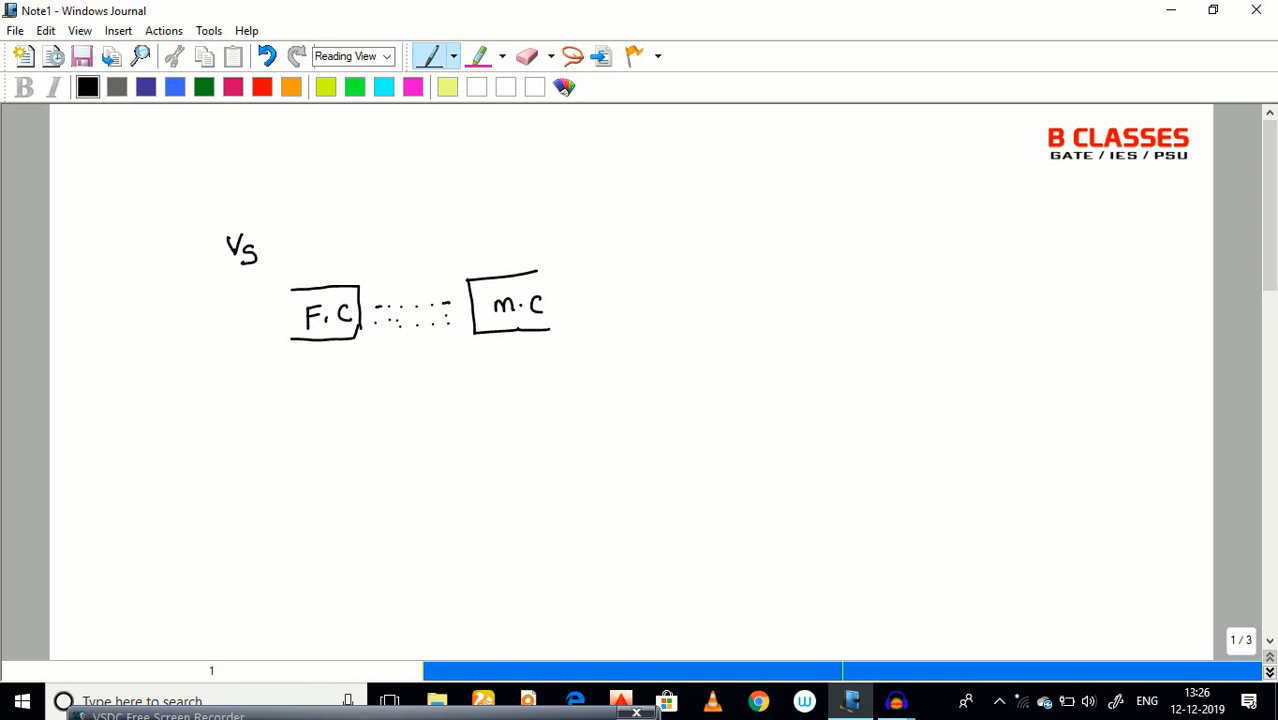 Note1 - Windows Journal
File Edit View Insert Actions Tools Help
Reading View
B I
B CLASSES
GATE / IES / PSU
Vs
F.C
m.c
1 / 3
1
Type here to search
ENG
13:26
12-12-2019
VSDC Free Screen Recorder